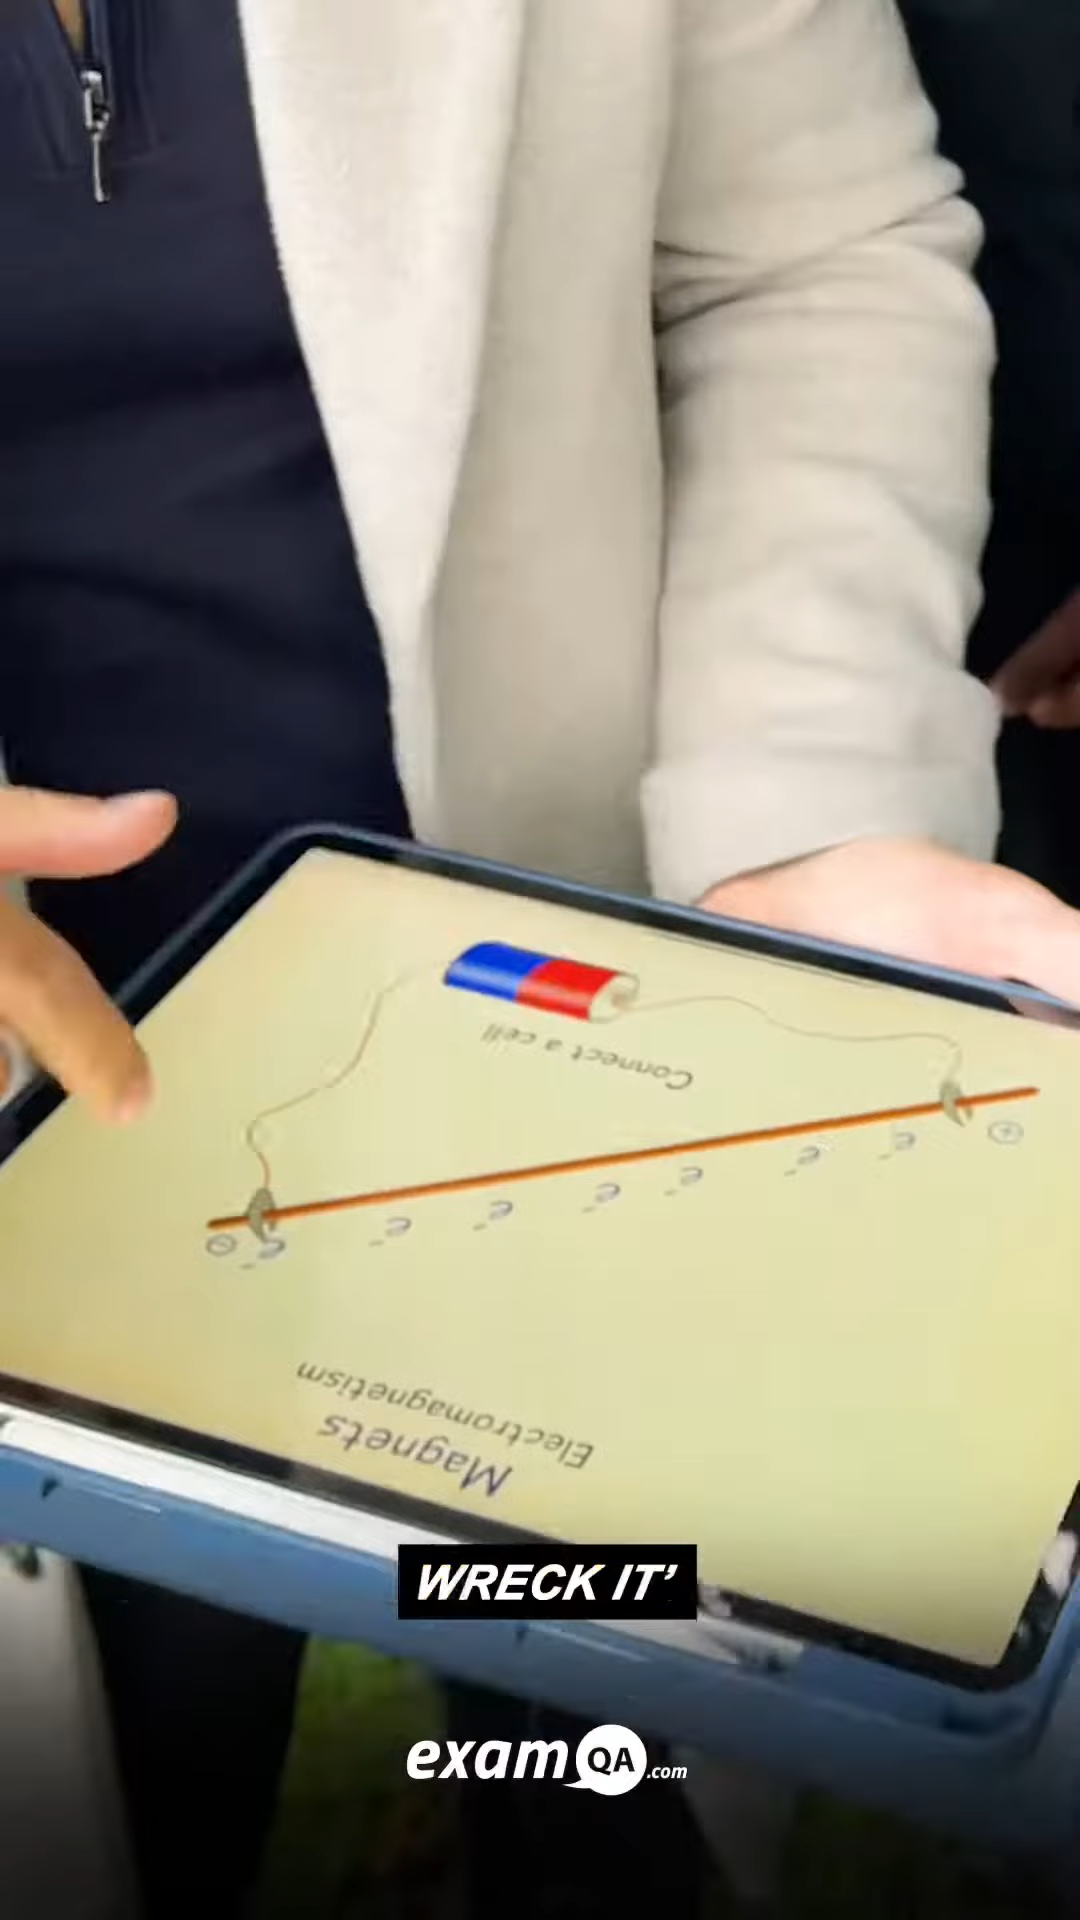 Magnets
Electromagnetism
⊖
e⁻ e⁻ e⁻ e⁻ e⁻ e⁻ e⁻
⊕
Connect a cell
WRECK IT’
examQA.com